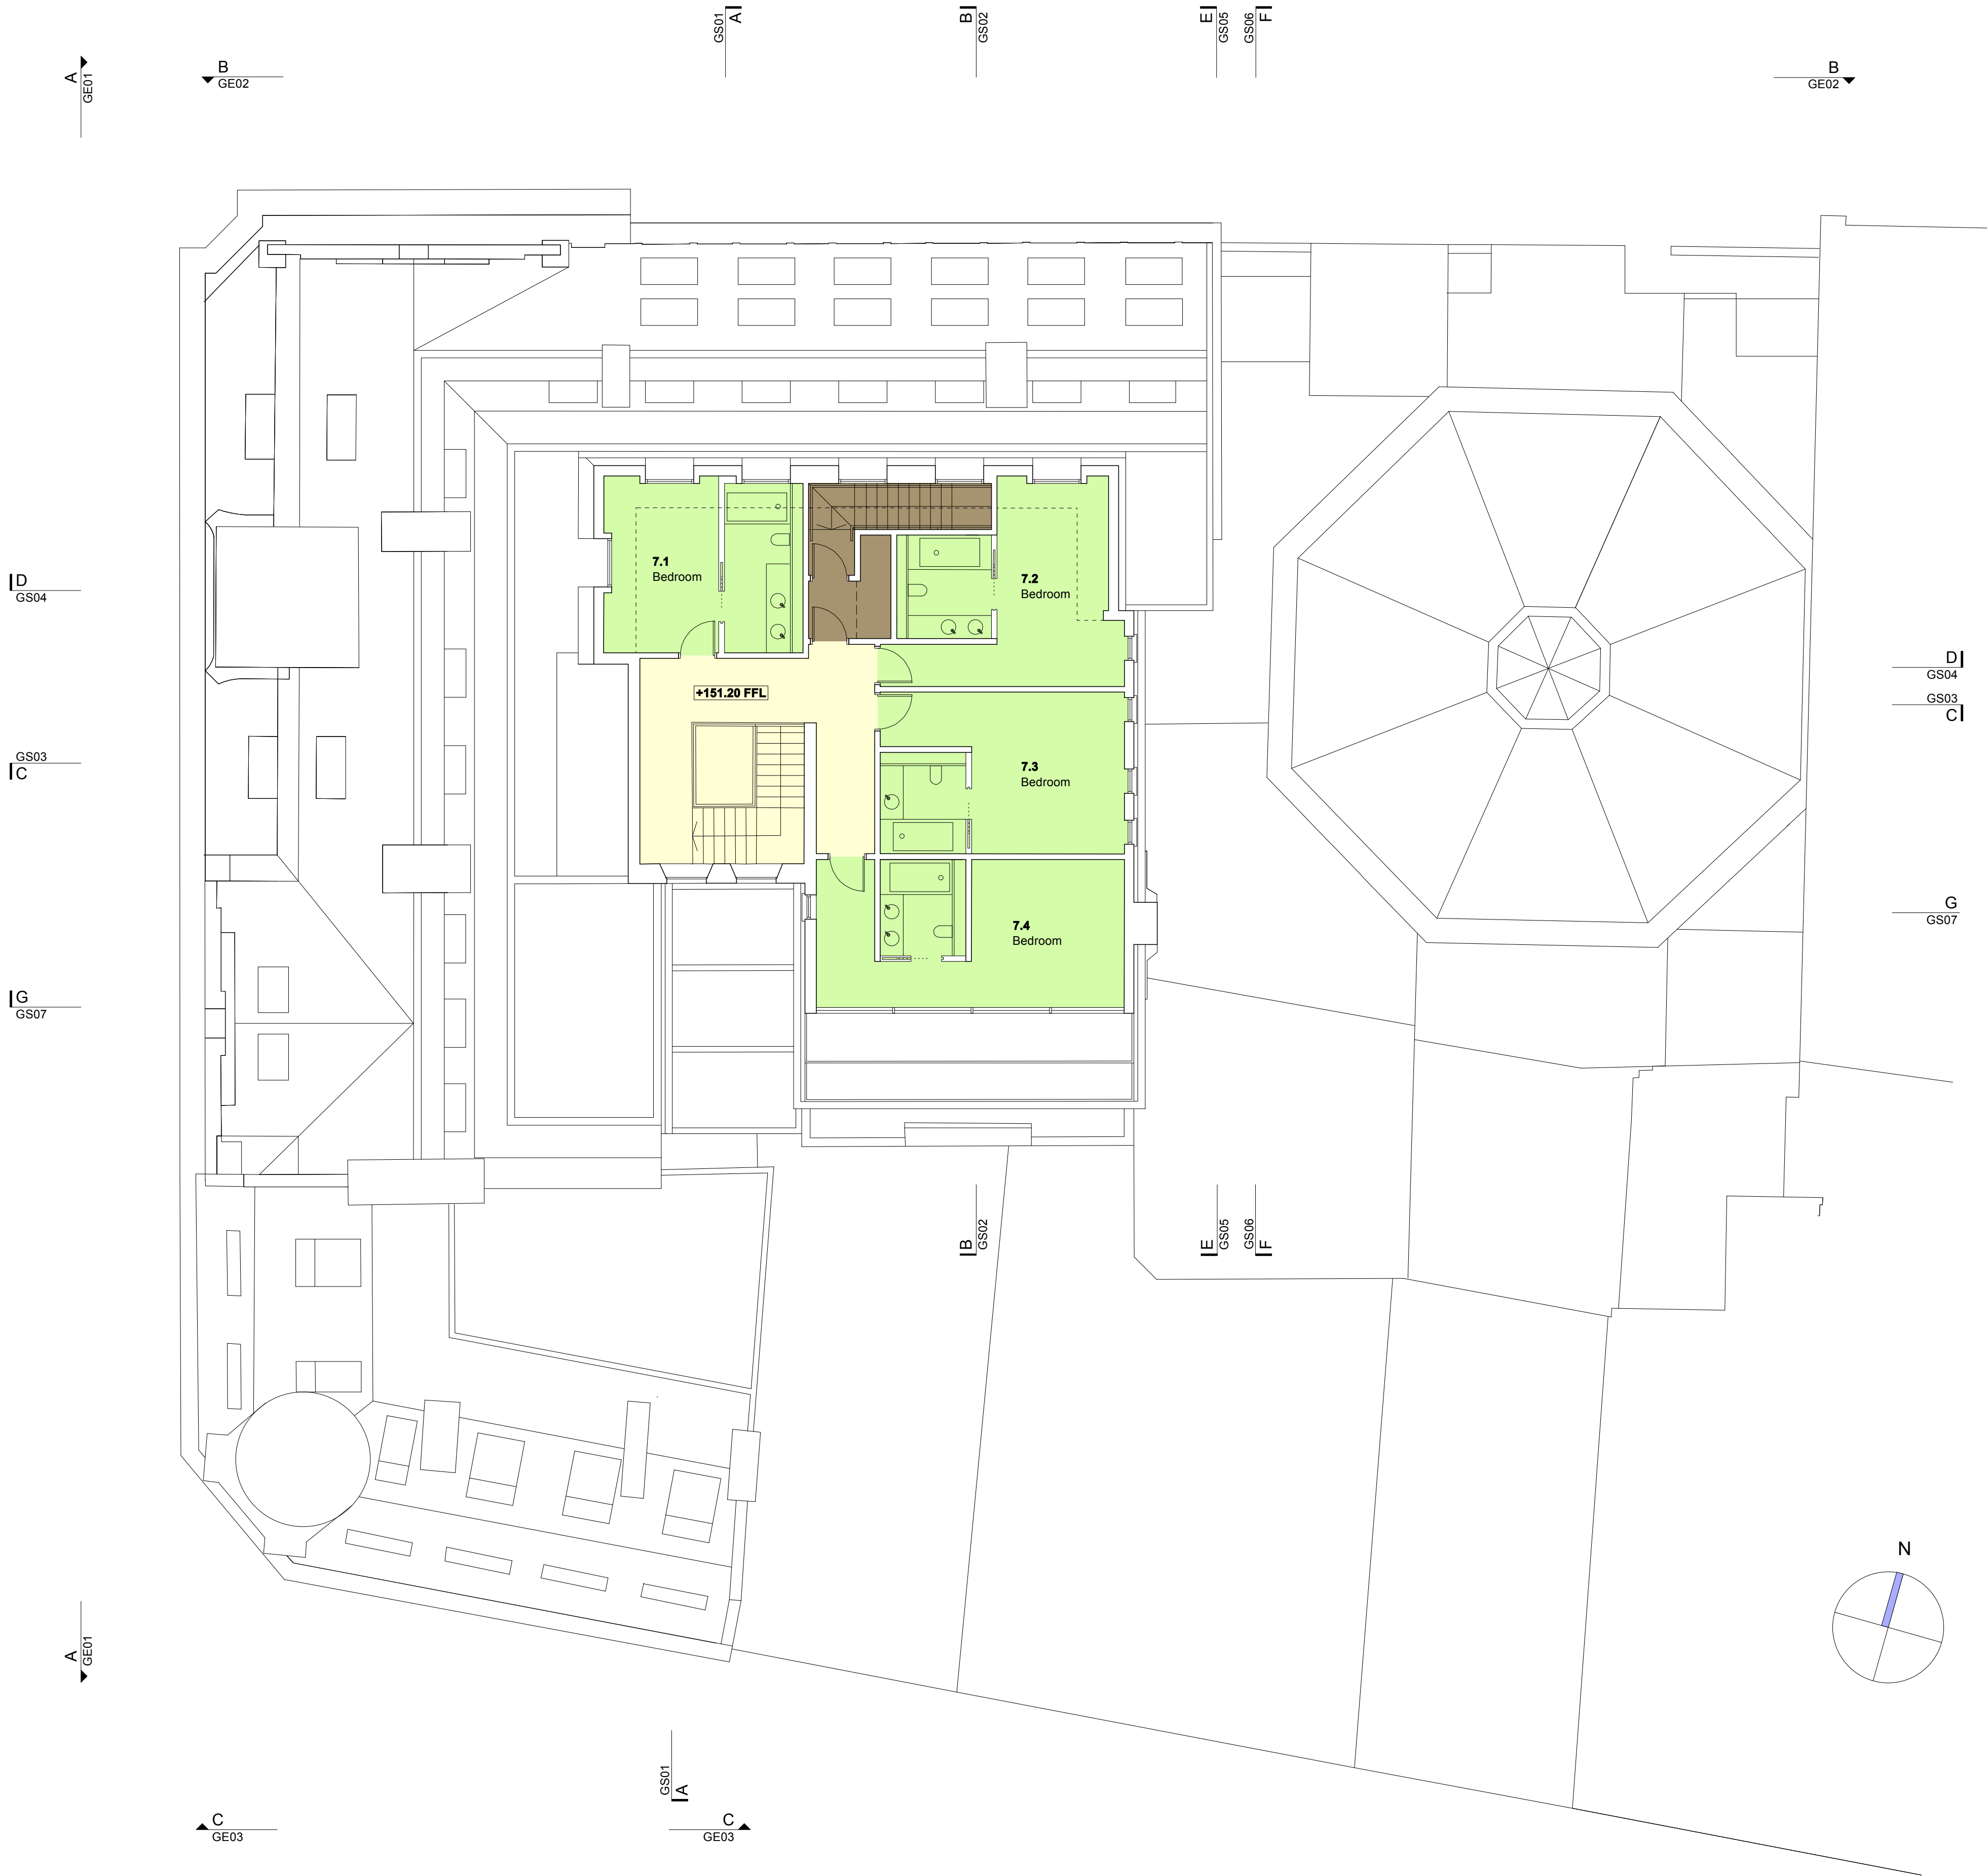 GS01
A
B
GS02
E
GS05
GS06
F
A
GE01
B
GE02
B
GE02
7.1
Bedroom
7.2
Bedroom
D
GS04
D
GS04
+151.20 FFL
GS03
C
GS03
C
7.3
Bedroom
7.4
Bedroom
G
GS07
G
GS07
B
GS02
E
GS05
GS06
F
N
A
GE01
GS01
A
C
GE03
C
GE03